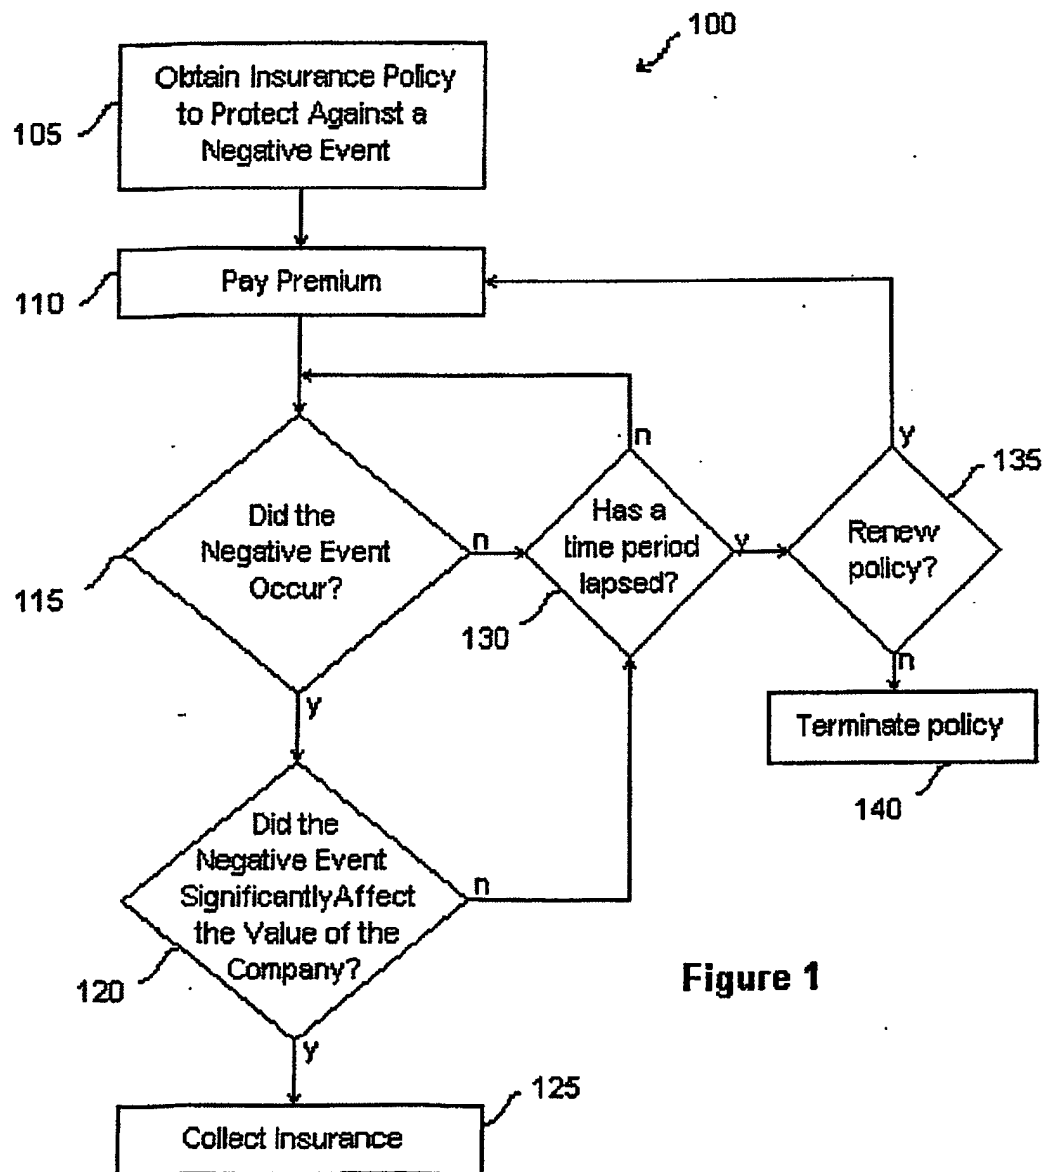 100
Obtain Insurance Policy
to Protect Against a
Negative Event
105
Pay Premium
110
n
y
135
Did the
Negative Event
Occur?
115
n
Has a
time period
lapsed?
130
y
Renew
policy?
n
y
Terminate policy
140
Did the
Negative Event
Significantly Affect
the Value of the
Company?
120
n
Figure 1
y
125
Collect Insurance